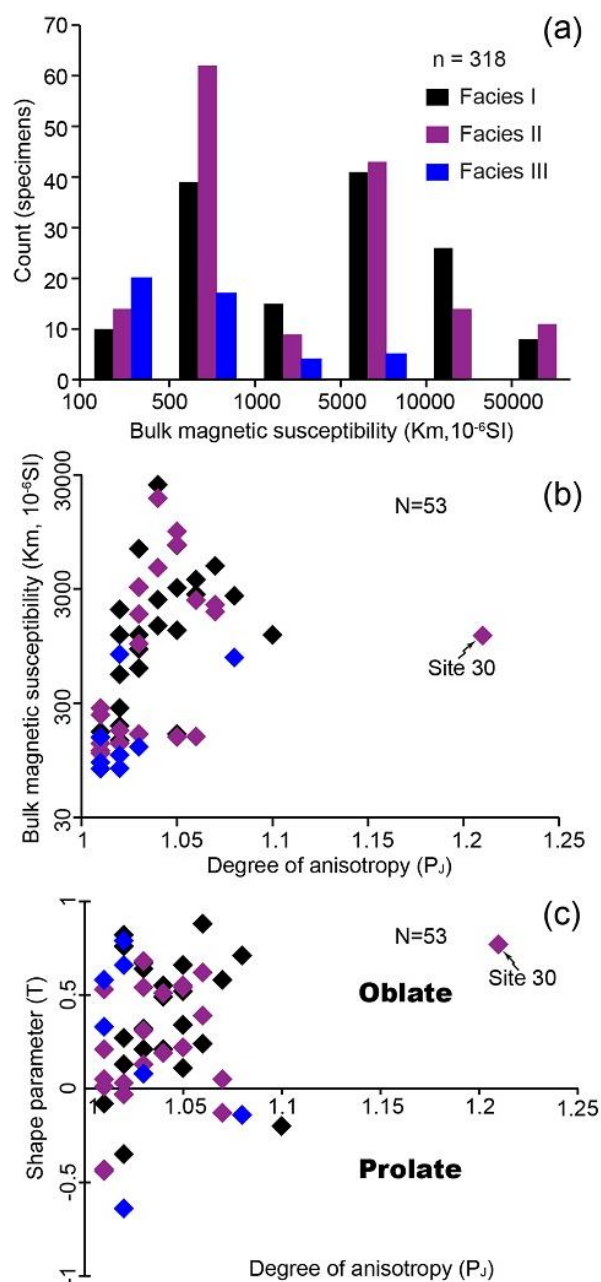 (a)
n = 318
Facies I
Facies II
Facies III
Count (specimens)
70
60
50
40
30
20
10
0
100 500 1000 5000 10000 50000
Bulk magnetic susceptibility (Km,10⁻⁶SI)
(b)
N=53
Site 30
Bulk magnetic susceptibility (Km, 10⁻⁶SI)
30000
3000
300
30
1 1.05 1.1 1.15 1.2 1.25
Degree of anisotropy (PJ)
(c)
N=53
Site 30
Oblate
Shape parameter (T)
1
0.5
0
1 1.05 1.1 1.15 1.2 1.25
-0.5
Prolate
-1
Degree of anisotropy (PJ)